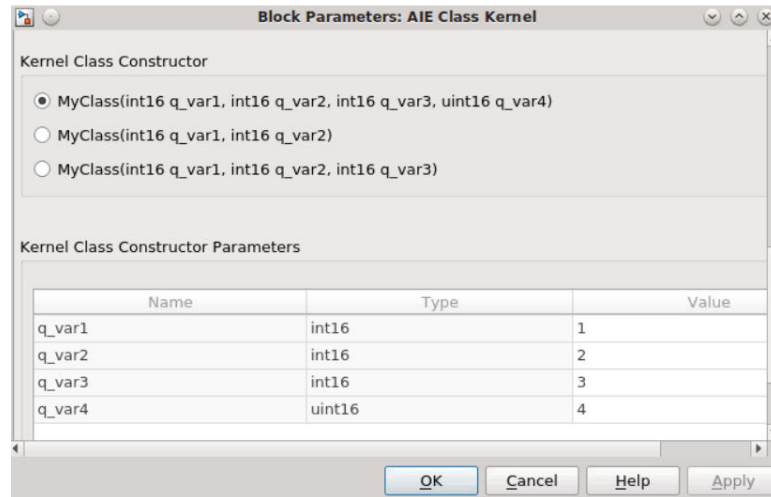 Block Parameters: AIE Class Kernel
Kernel Class Constructor
MyClass(int16 q_var1, int16 q_var2, int16 q_var3, uint16 q_var4)
MyClass(int16 q_var1, int16 q_var2)
MyClass(int16 q_var1, int16 q_var2, int16 q_var3)
Kernel Class Constructor Parameters
Name Type Value
q_var1 int16 1
q_var2 int16 2
q_var3 int16 3
q_var4 uint16 4
OK Cancel Help Apply